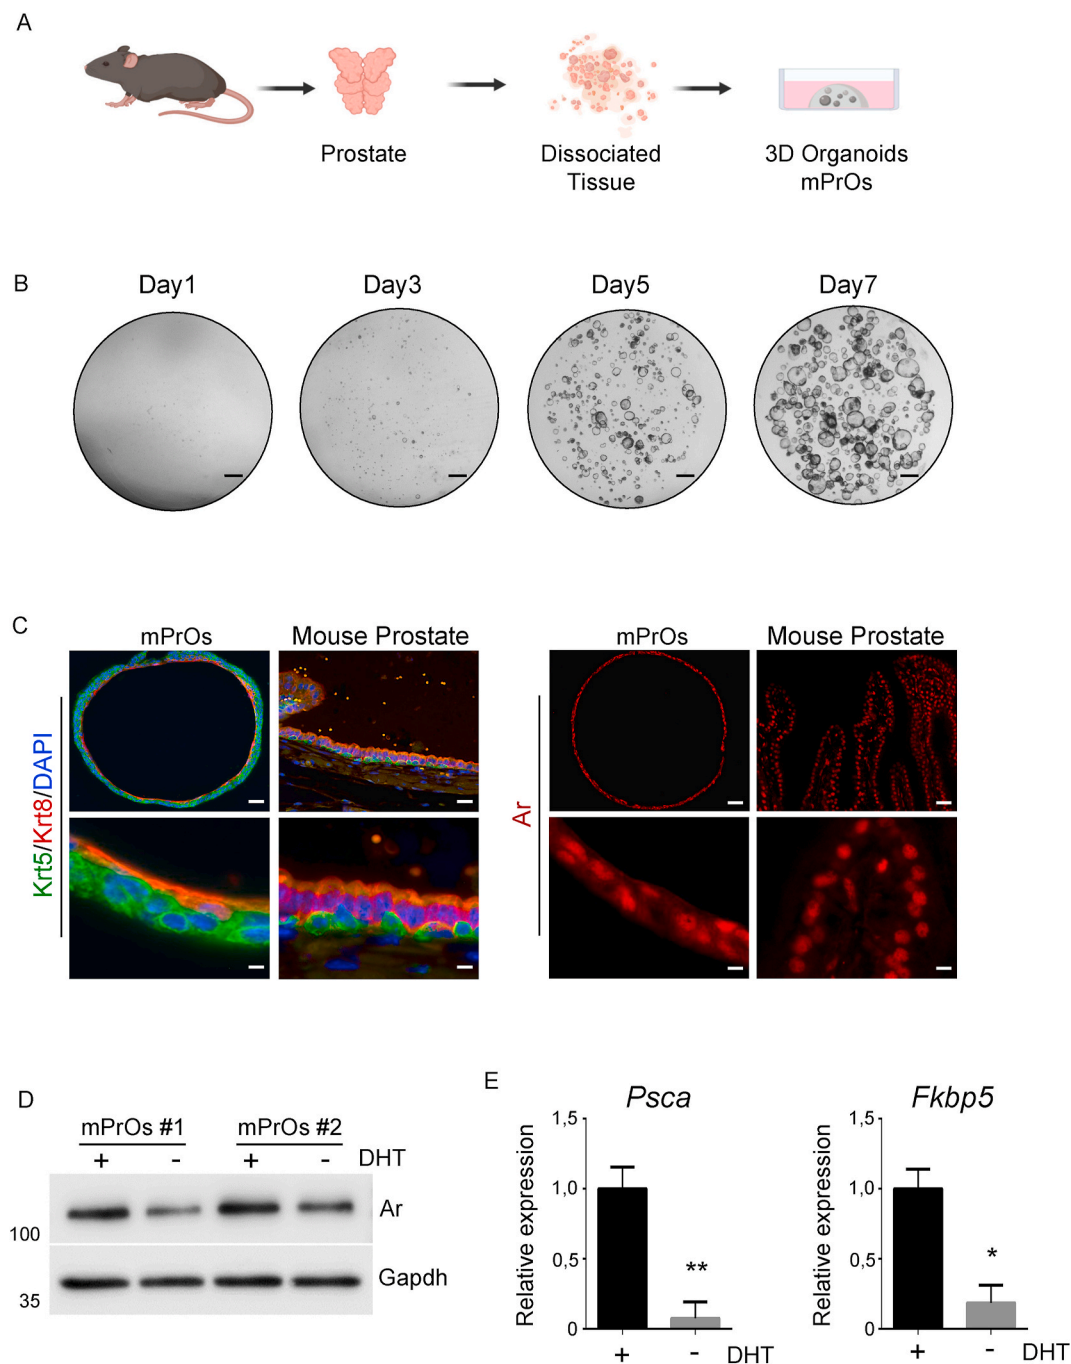 A
Prostate
Dissociated
Tissue
3D Organoids
mPrOs
B
Day1
Day3
Day5
Day7
C
mPrOs
Mouse Prostate
mPrOs
Mouse Prostate
Krt5/Krt8/DAPI
Ar
D
mPrOs #1
mPrOs #2
+ - + - DHT
Ar
100
Gapdh
35
E
Psca
Relative expression
1,5
1,0
0,5
0
**
+ - DHT
Fkbp5
Relative expression
1,5
1,0
0,5
0
*
+ - DHT